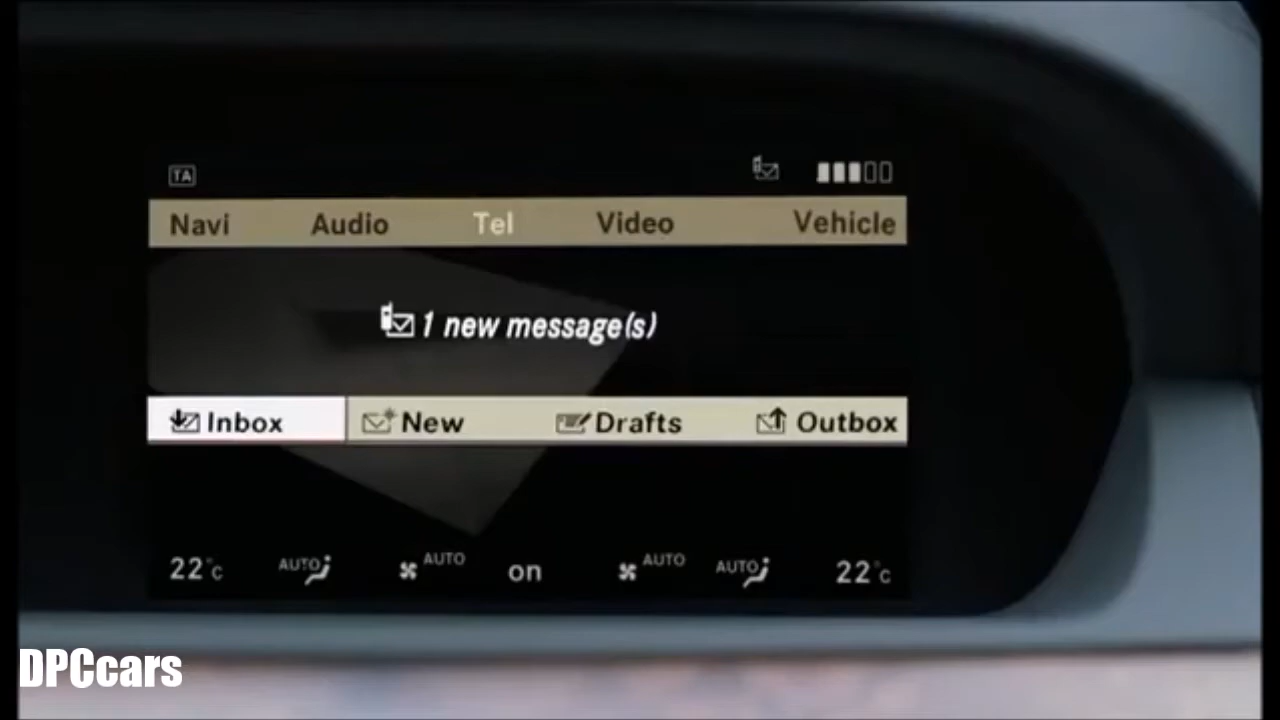 TA
Navi Audio Tel Video Vehicle
1 new message(s)
Inbox New Drafts Outbox
22°C AUTO AUTO on AUTO AUTO 22°C
DPCcars